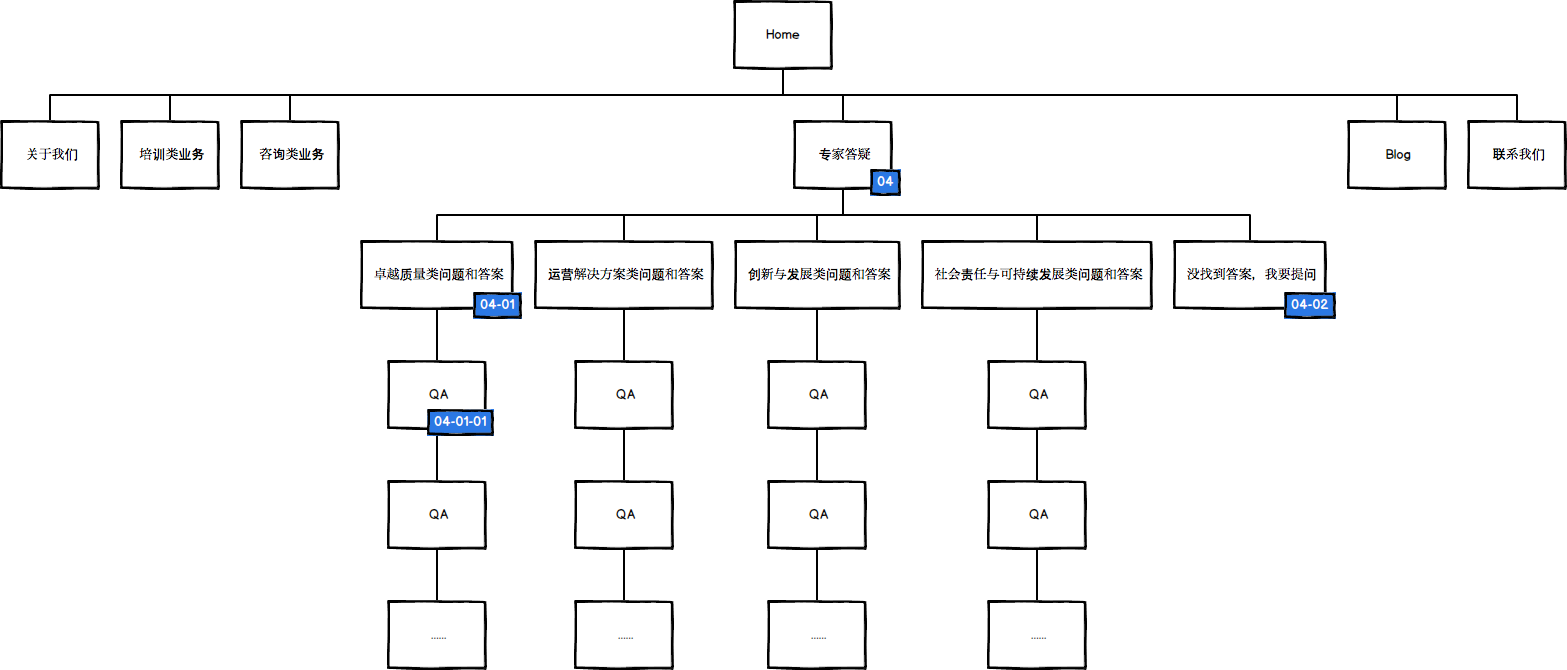 Home
关于我们
培训类业务
咨询类业务
专家答疑
Blog
联系我们
04
卓越质量类问题和答案
运营解决方案类问题和答案
创新与发展类问题和答案
社会责任与可持续发展类问题和答案
没找到答案，我要提问
04-01
04-02
QA
QA
QA
QA
04-01-01
QA
QA
QA
QA
......
......
......
......